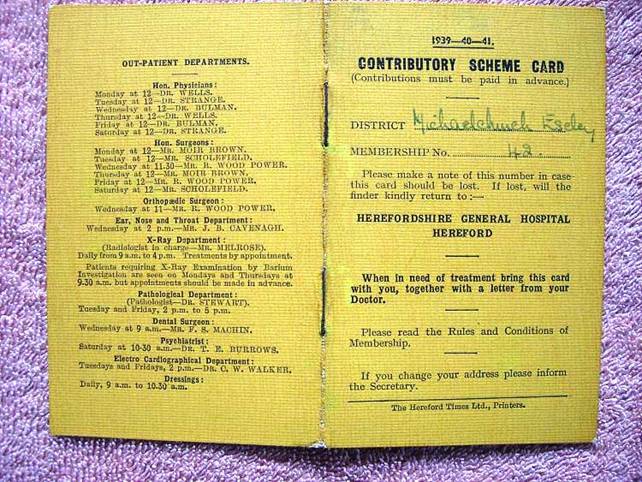 OUT-PATIENT DEPARTMENTS.
Hon. Physicians:
Monday at 12—DR. WELLS.
Tuesday at 12—DR. STRANGE.
Wednesday at 12—DR. BULMAN.
Thursday at 12—DR. WELLS.
Friday at 12—DR. BULMAN.
Saturday at 12—DR. STRANGE.
Hon. Surgeons:
Monday at 12—MR. MOIR BROWN.
Tuesday at 12—MR. SCHOLEFIELD.
Wednesday at 11-30—MR. R. WOOD POWER.
Thursday at 12—MR. MOIR BROWN.
Friday at 12—MR. R. WOOD POWER.
Saturday at 12—MR. SCHOLEFIELD.
Orthopædic Surgeon:
Wednesday at 11—MR. R. WOOD POWER.
Ear, Nose and Throat Department:
Wednesday at 2 p.m.—MR. J. B. CAVENAGH.
X-Ray Department:
(Radiologist in charge—MR. MELROSE).
Daily from 9 a.m. to 4 p.m. Treatments by appointment.
Patients requiring X-Ray Examination by Barium
Investigation are seen on Mondays and Thursdays at
9.30 a.m. but appointments should be made in advance.
Pathological Department:
(Pathologist—DR. STEWART).
Tuesday and Friday, 2 p.m. to 5 p.m.
Dental Surgeon:
Wednesday at 9 a.m.—MR. F. S. MACHIN.
Psychiatrist:
Saturday at 10-30 a.m.—DR. T. E. BURROWS.
Electro Cardiographical Department:
Tuesdays and Fridays, 2 p.m.—DR. C. W. WALKER.
Dressings:
Daily, 9 a.m. to 10-30 a.m.
1939—40—41.
CONTRIBUTORY SCHEME CARD
(Contributions must be paid in advance.)
DISTRICT Michaelchurch Escley
MEMBERSHIP No. 42.
Please make a note of this number in case
this card should be lost. If lost, will the
finder kindly return to:—
HEREFORDSHIRE GENERAL HOSPITAL
HEREFORD
When in need of treatment bring this card
with you, together with a letter from your
Doctor.
Please read the Rules and Conditions of
Membership.
If you change your address please inform
the Secretary.
The Hereford Times Ltd., Printers.